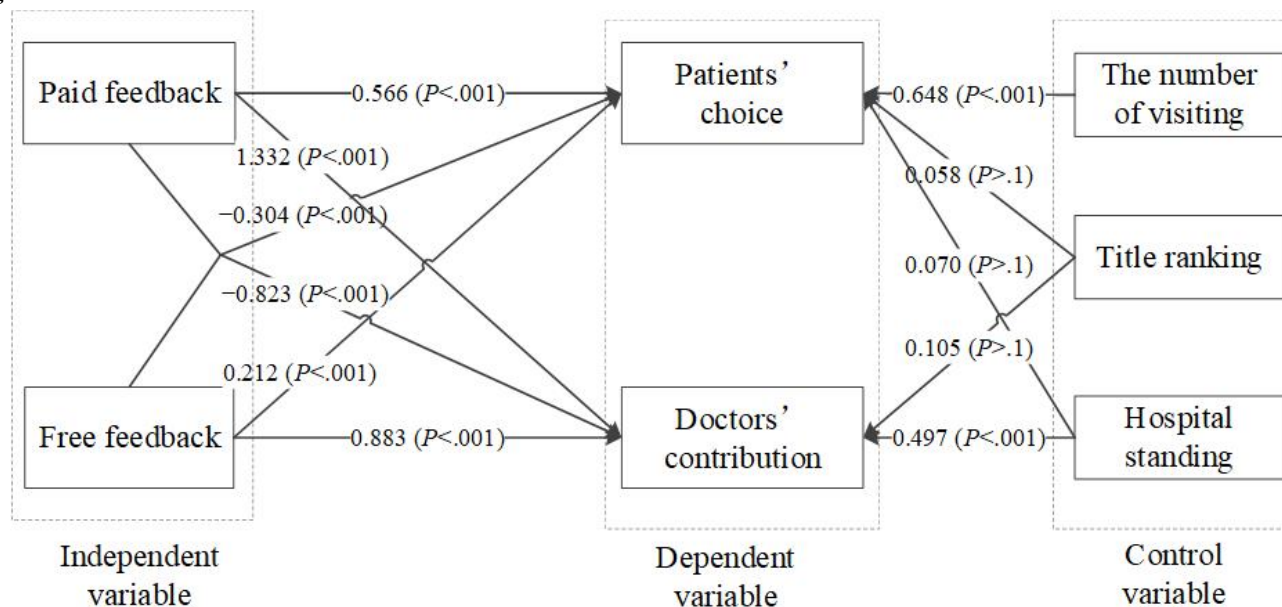 Paid feedback
Free feedback
Independent
variable
0.566 (P<.001)
1.332 (P<.001)
−0.304 (P<.001)
−0.823 (P<.001)
0.212 (P<.001)
0.883 (P<.001)
Patients’
choice
Doctors’
contribution
Dependent
variable
0.648 (P<.001)
0.058 (P>.1)
0.070 (P>.1)
0.105 (P>.1)
0.497 (P<.001)
The number
of visiting
Title ranking
Hospital
standing
Control
variable